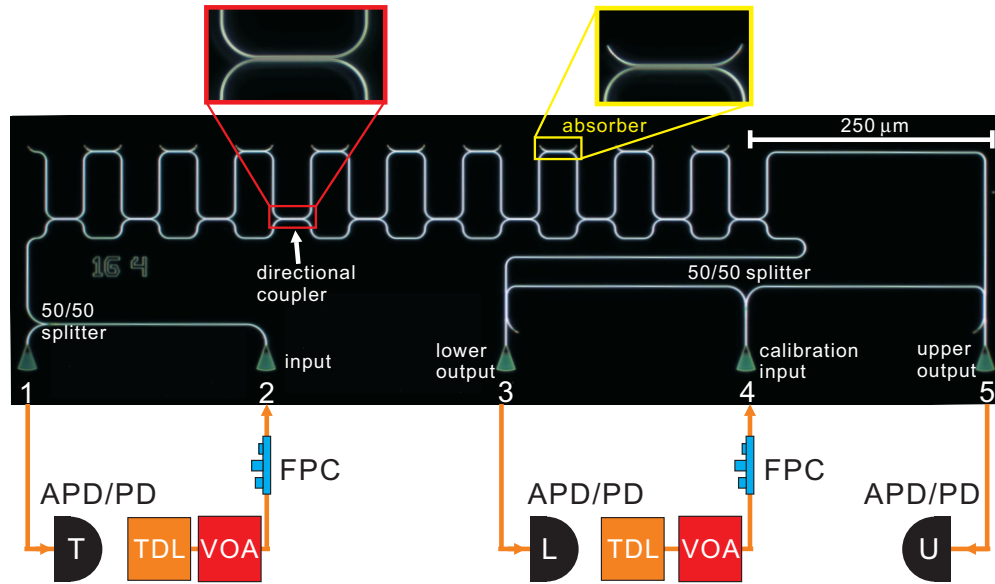 absorber
250 µm
16 4
directional
coupler
50/50 splitter
50/50
splitter
input
lower
output
calibration
input
upper
output
1
2
3
4
5
FPC
FPC
APD/PD
APD/PD
APD/PD
T
TDL
VOA
L
TDL
VOA
U